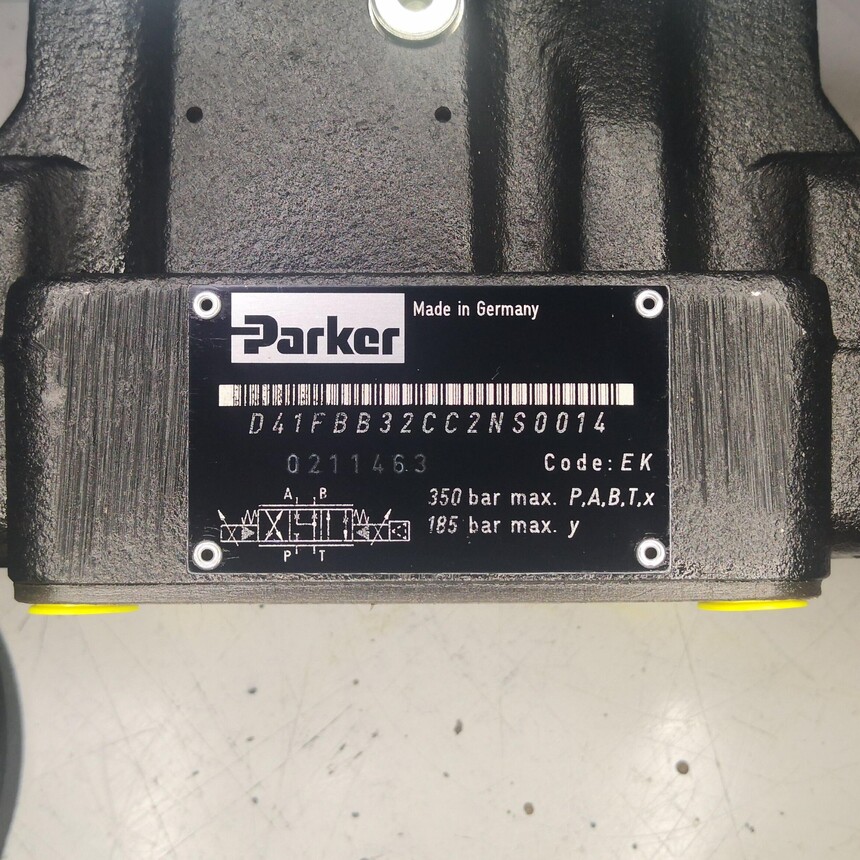 Parker Made in Germany
D41FBB32CC2NS0014
0211463 Code: EK
A B
350 bar max. P,A,B,T,x
185 bar max. y
P T